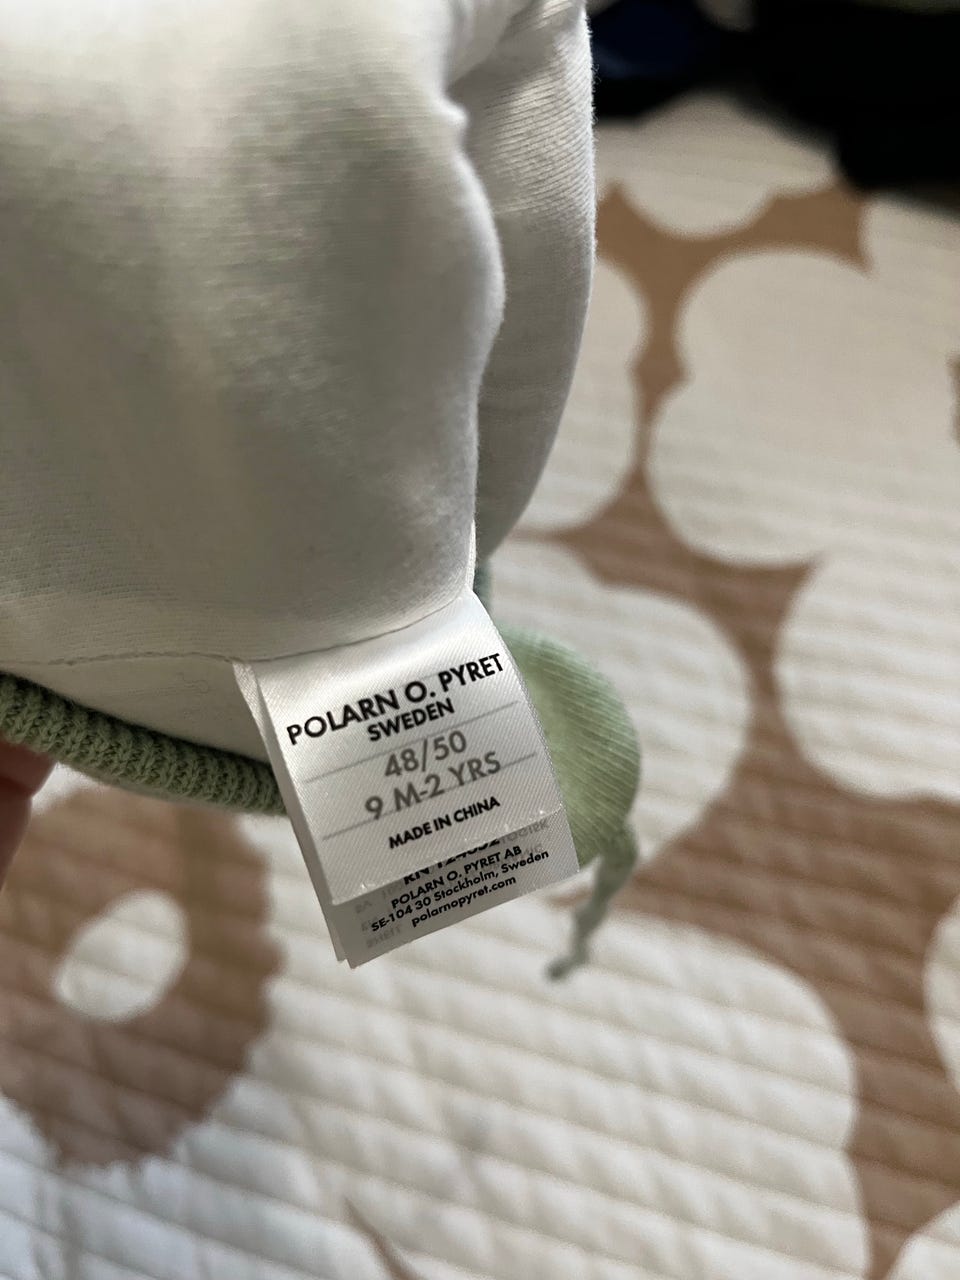 POLARN O. PYRET
SWEDEN
48/50
9 M-2 YRS
MADE IN CHINA
RN
POLARN O. PYRET AB
SE-104 30 Stockholm, Sweden
polarnopyret.com